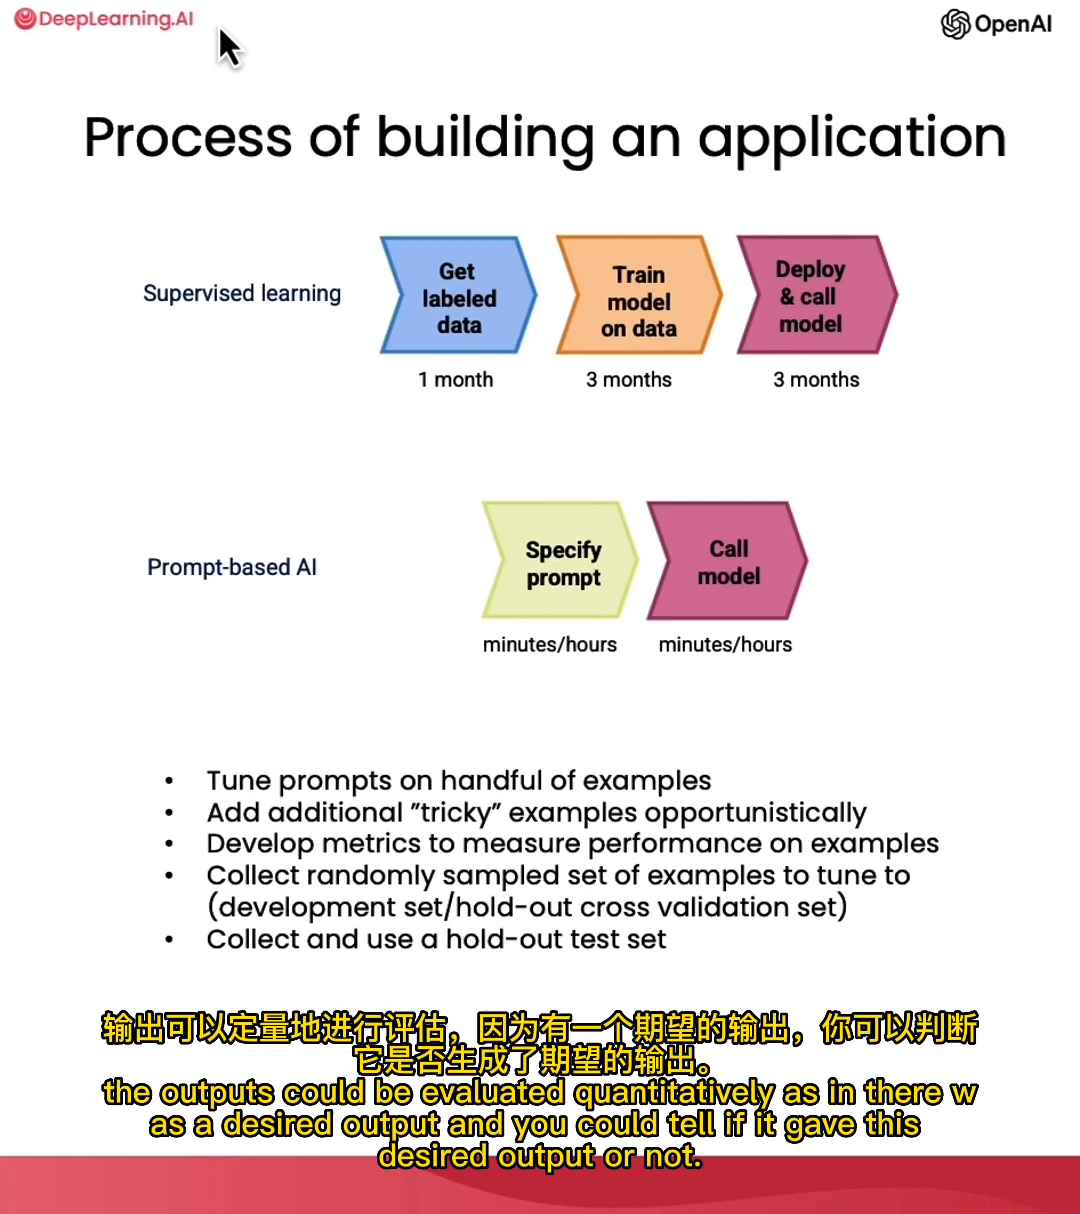 DeepLearning.AI
OpenAI
Process of building an application
Supervised learning
Get
labeled
data
Train
model
on data
Deploy
& call
model
1 month
3 months
3 months
Prompt-based AI
Specify
prompt
Call
model
minutes/hours
minutes/hours
• Tune prompts on handful of examples
• Add additional ”tricky” examples opportunistically
• Develop metrics to measure performance on examples
• Collect randomly sampled set of examples to tune to
(development set/hold-out cross validation set)
• Collect and use a hold-out test set
输出可以定量地进行评估，因为有一个期望的输出，你可以判断
它是否生成了期望的输出。
the outputs could be evaluated quantitatively as in there w
as a desired output and you could tell if it gave this
desired output or not.